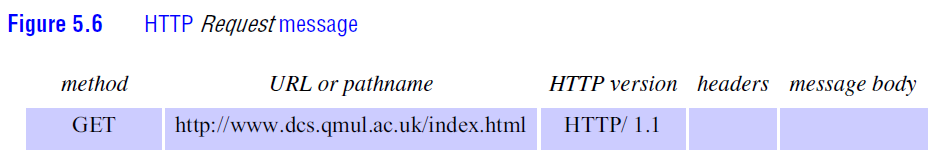 Figure 5.6 HTTP Request message
method URL or pathname HTTP version headers message body
GET http://www.dcs.qmul.ac.uk/index.html HTTP/ 1.1